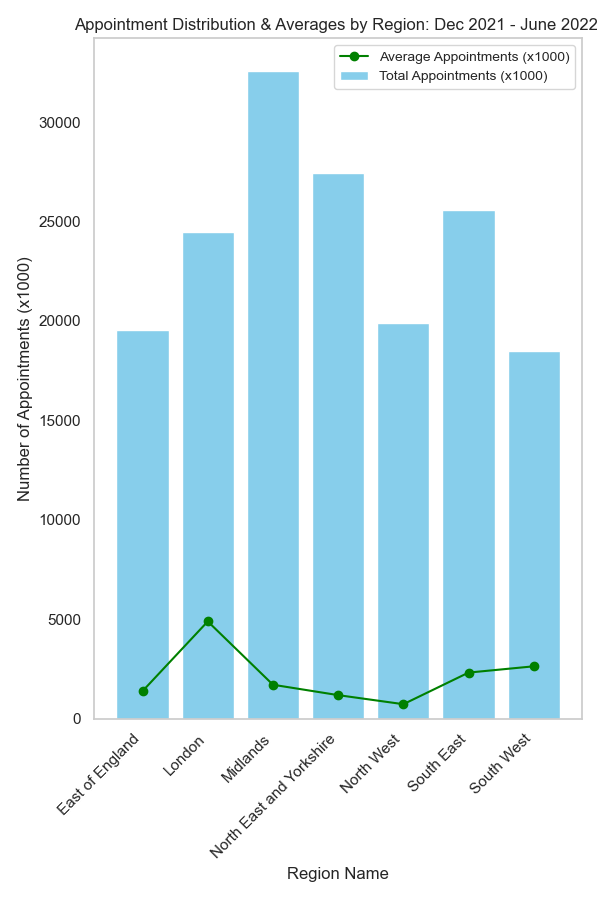 Appointment Distribution & Averages by Region: Dec 2021 - June 2022
Average Appointments (x1000)
Total Appointments (x1000)
Number of Appointments (x1000)
30000
25000
20000
15000
10000
5000
0
East of England
London
Midlands
North East and Yorkshire
North West
South East
South West
Region Name